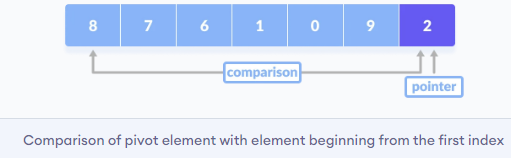 8 7 6 1 0 9 2
comparison
pointer
Comparison of pivot element with element beginning from the first index